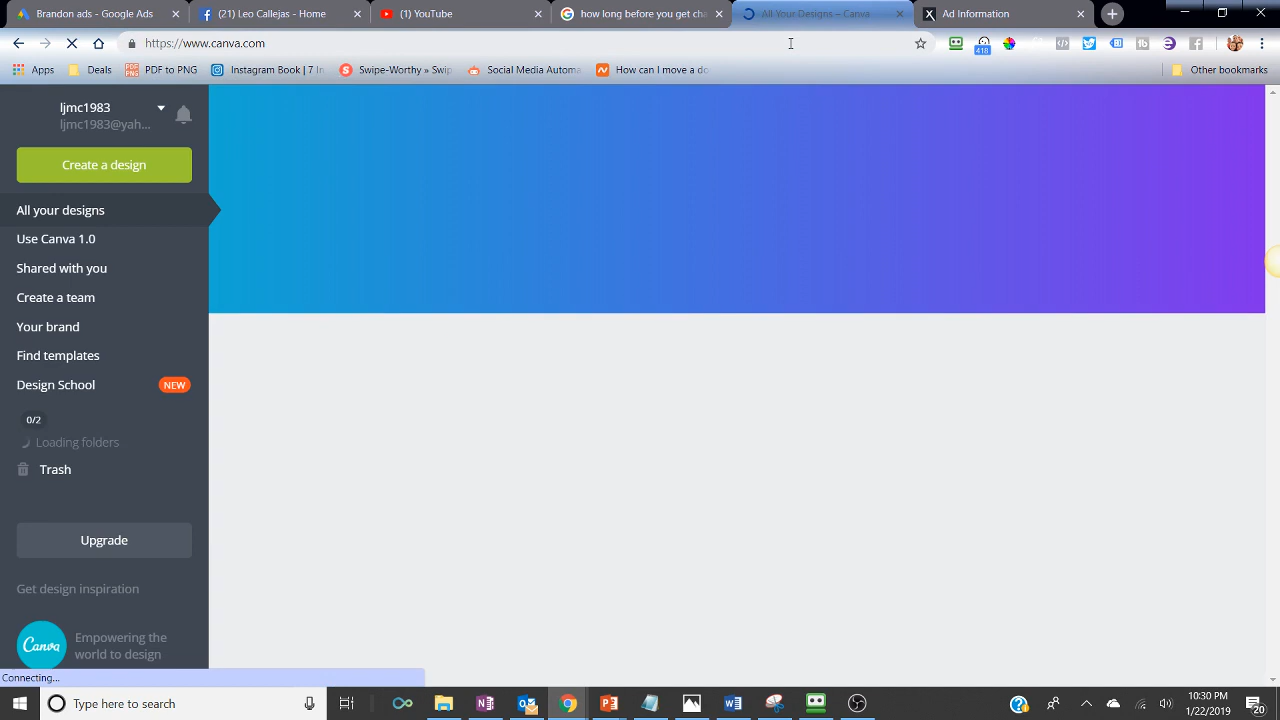 Brandcards - Google Ads
(21) Leo Callejas - Home
(1) YouTube
how long before you get cha
All Your Designs – Canva
Ad Information
https://www.canva.com
418
Apps
Deals
PDF to PNG
Instagram Book | 7 In
Swipe-Worthy » Swip
Social Media Automa
How can I move a do
Other bookmarks
ljmc1983
ljmc1983@yah...
Create a design
All your designs
Use Canva 1.0
Shared with you
Create a team
Your brand
Find templates
Design School
NEW
0/2
Loading folders
Trash
Upgrade
Get design inspiration
Canva
Empowering the
world to design
Connecting...
Type here to search
10:30 PM
1/22/2019
20